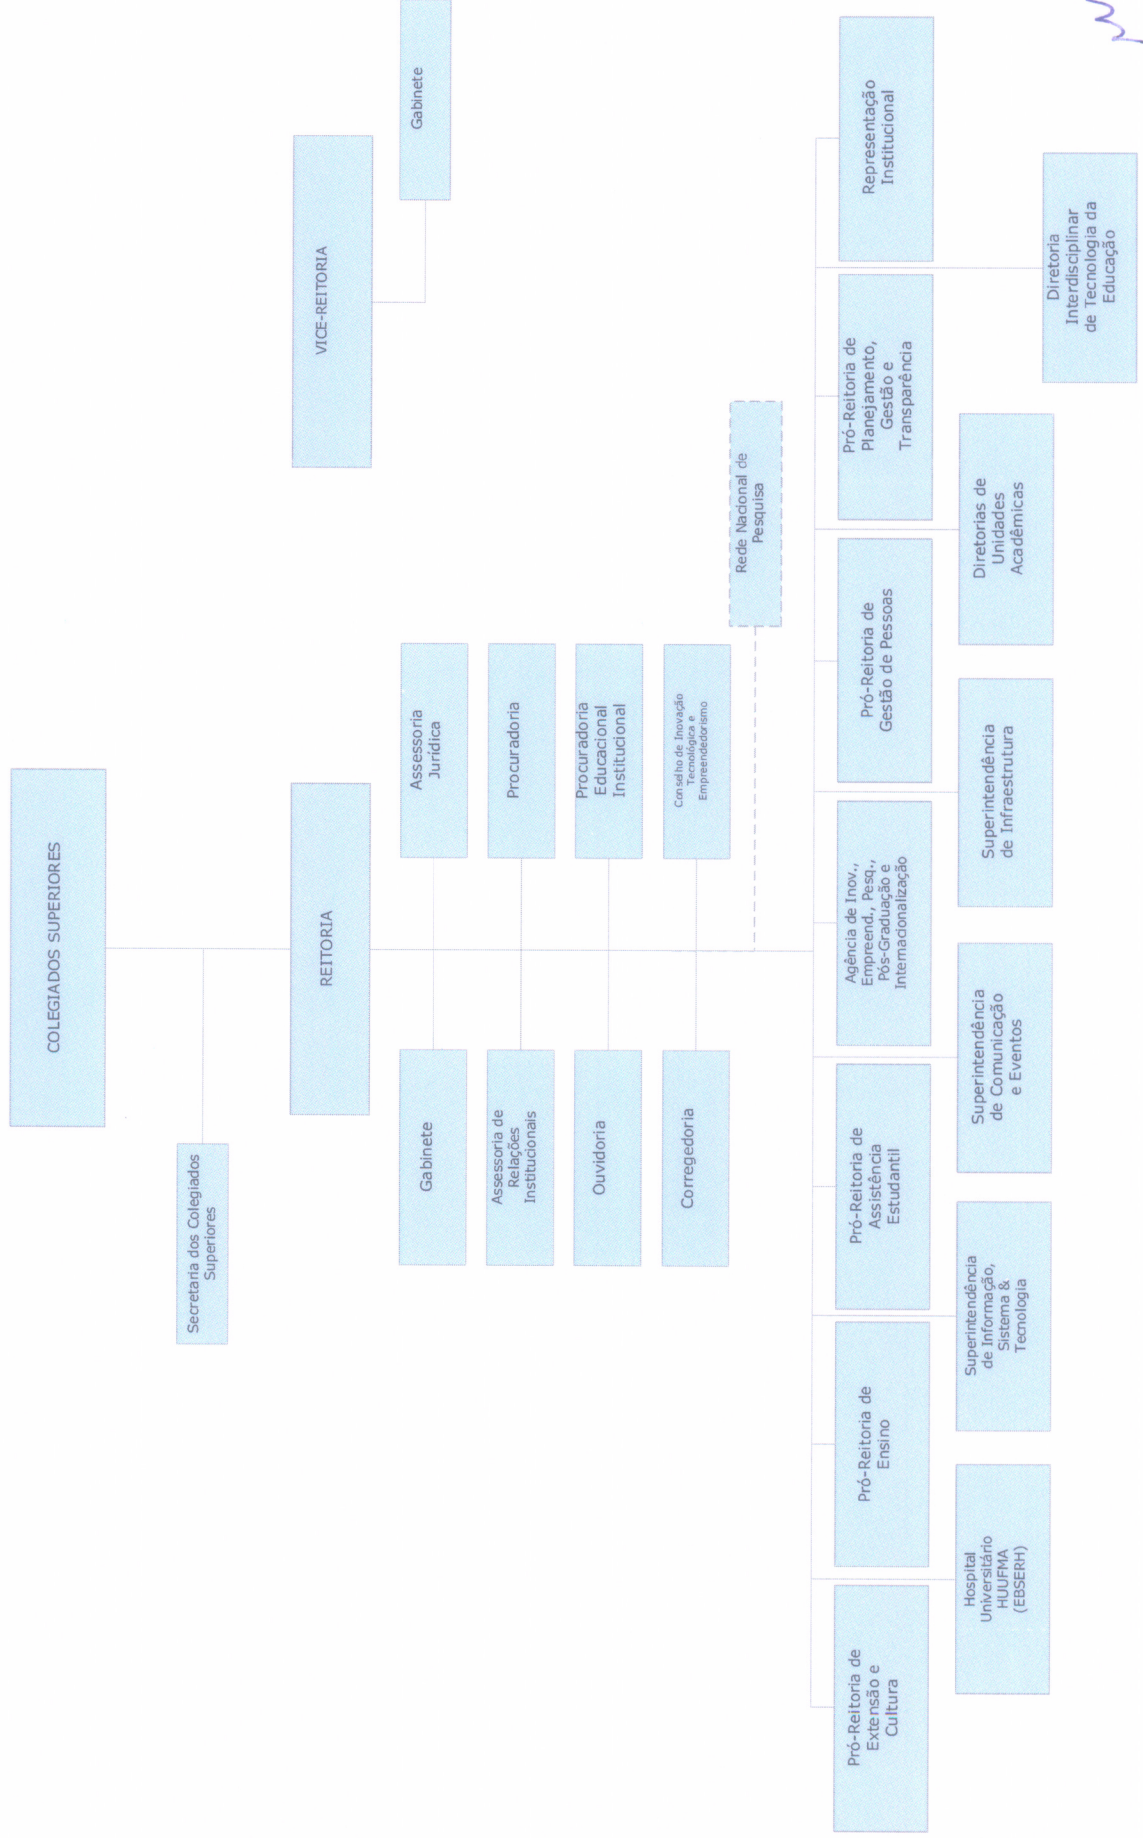 COLEGIADOS SUPERIORES
Secretaria dos Colegiados
Superiores
REITORIA
VICE-REITORIA
Gabinete
Gabinete
Assessoria
Jurídica
Assessoria de
Relações
Institucionais
Procuradoria
Ouvidoria
Procuradoria
Educacional
Institucional
Corregedoria
Conselho de Inovação
Tecnológica e
Empreendedorismo
Rede Nacional de
Pesquisa
Pró-Reitoria de
Extensão e
Cultura
Pró-Reitoria de
Ensino
Pró-Reitoria de
Assistência
Estudantil
Agência de Inov.,
Empreend., Pesq.,
Pós-Graduação e
Internacionalização
Pró-Reitoria de
Gestão de Pessoas
Pró-Reitoria de
Planejamento,
Gestão e
Transparência
Representação
Institucional
Hospital
Universitário
HUUFMA
(EBSERH)
Superintendência
de Informação,
Sistema &
Tecnologia
Superintendência
de Comunicação
e Eventos
Superintendência
de Infraestrutura
Diretorias de
Unidades
Acadêmicas
Diretoria
Interdisciplinar
de Tecnologia da
Educação